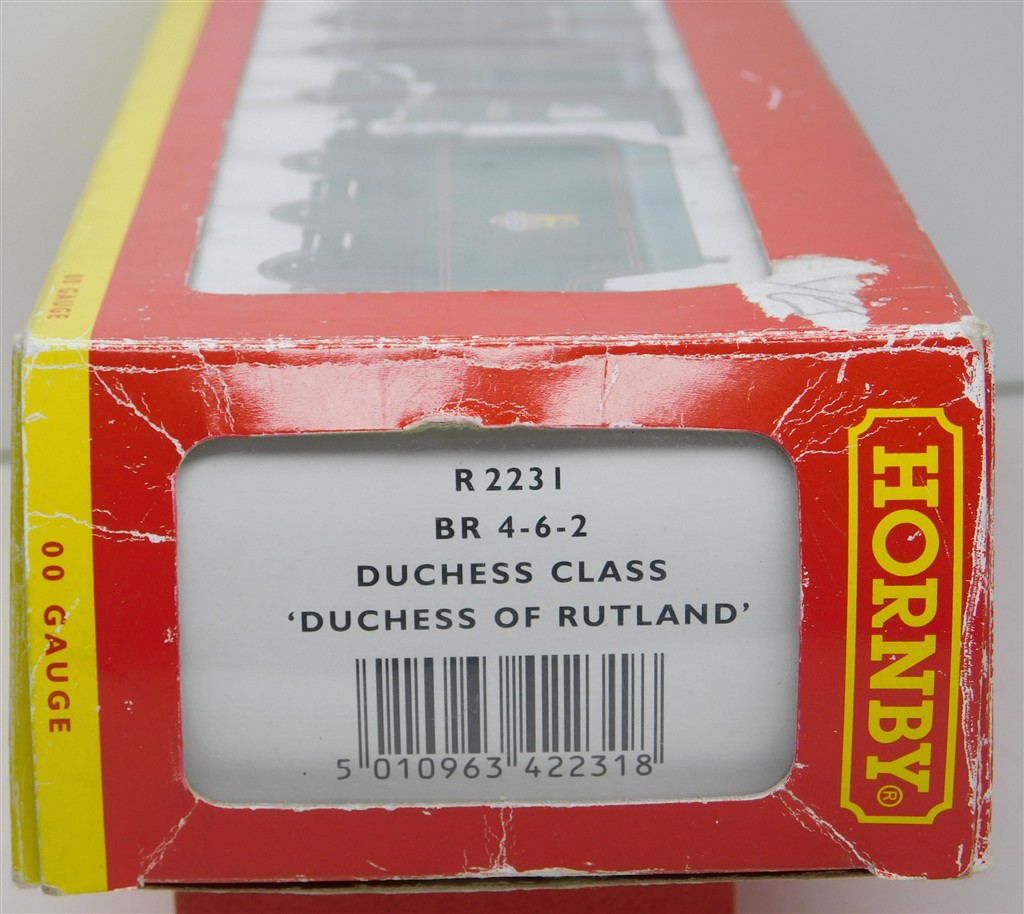 00 GAUGE
R 2231
BR 4-6-2
DUCHESS CLASS
'DUCHESS OF RUTLAND'
5 010963 422318
00 GAUGE
HORNBY®